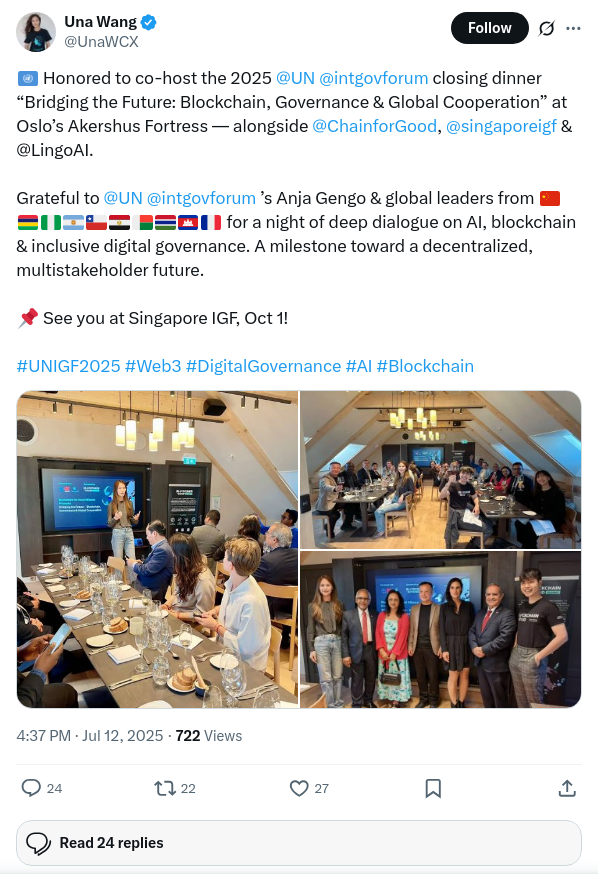 Una Wang
@UnaWCX
Follow
Honored to co-host the 2025 @UN @intgovforum closing dinner
“Bridging the Future: Blockchain, Governance & Global Cooperation” at
Oslo’s Akershus Fortress — alongside @ChainforGood, @singaporeigf &
@LingoAI.
Grateful to @UN @intgovforum ’s Anja Gengo & global leaders from 🇨🇳
🇲🇺🇳🇬🇦🇷🇨🇱🇪🇬🇲🇬🇬🇲🇰🇭🇫🇷 for a night of deep dialogue on AI, blockchain
& inclusive digital governance. A milestone toward a decentralized,
multistakeholder future.
📌 See you at Singapore IGF, Oct 1!
#UNIGF2025 #Web3 #DigitalGovernance #AI #Blockchain
4:37 PM · Jul 12, 2025 · 722 Views
24 22 27
Read 24 replies